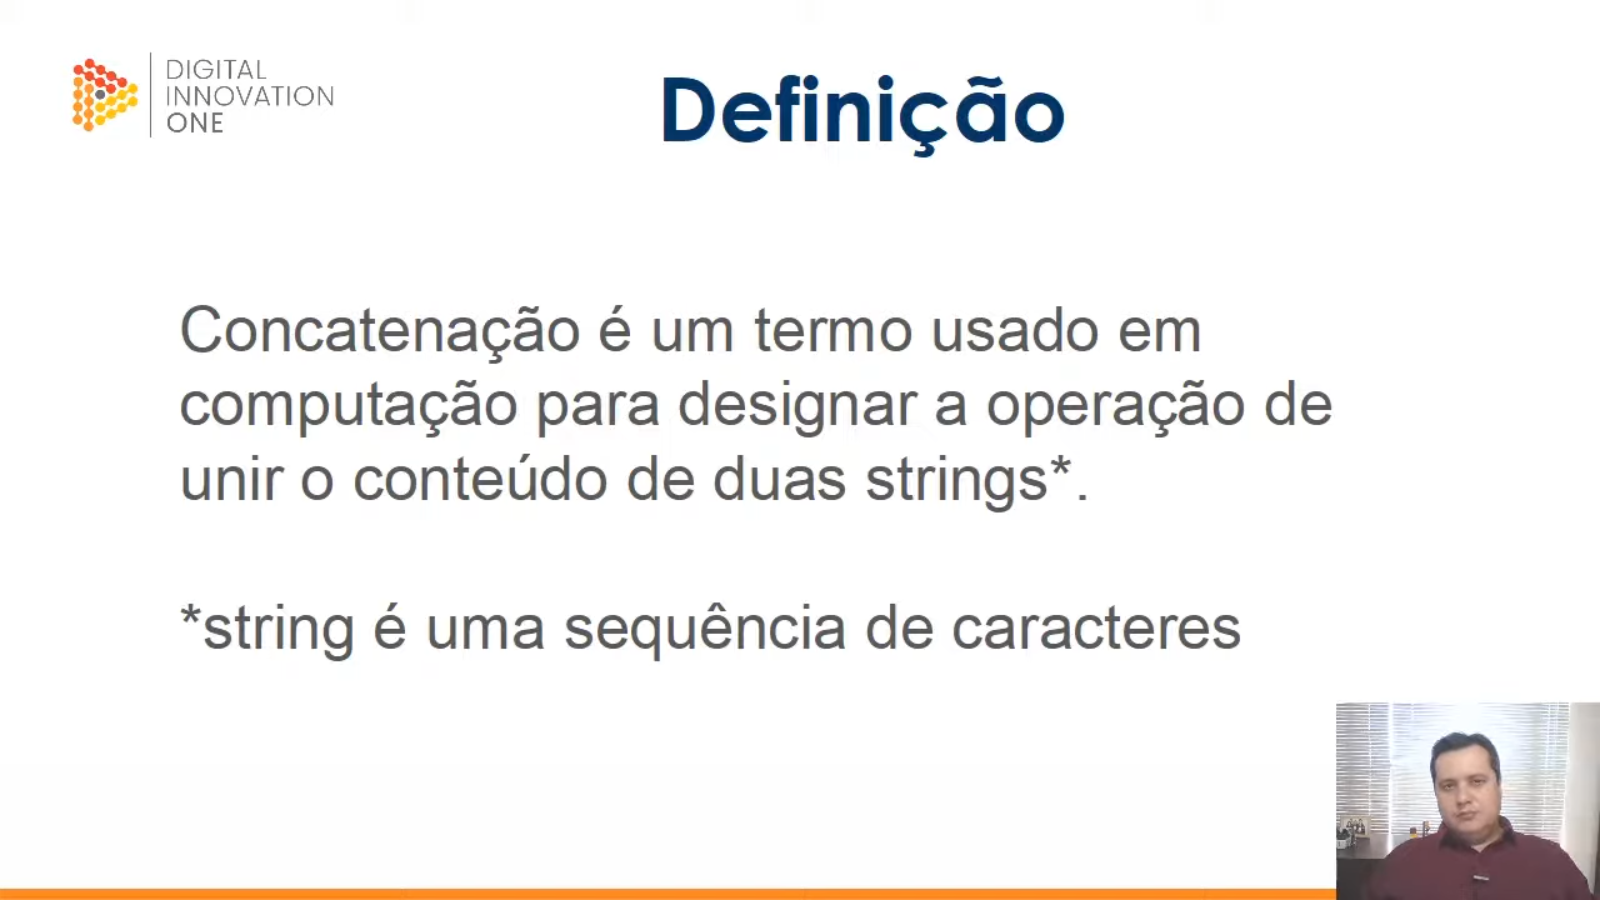 DIGITAL
INNOVATION
ONE
Definição
Concatenação é um termo usado em
computação para designar a operação de
unir o conteúdo de duas strings*.
*string é uma sequência de caracteres